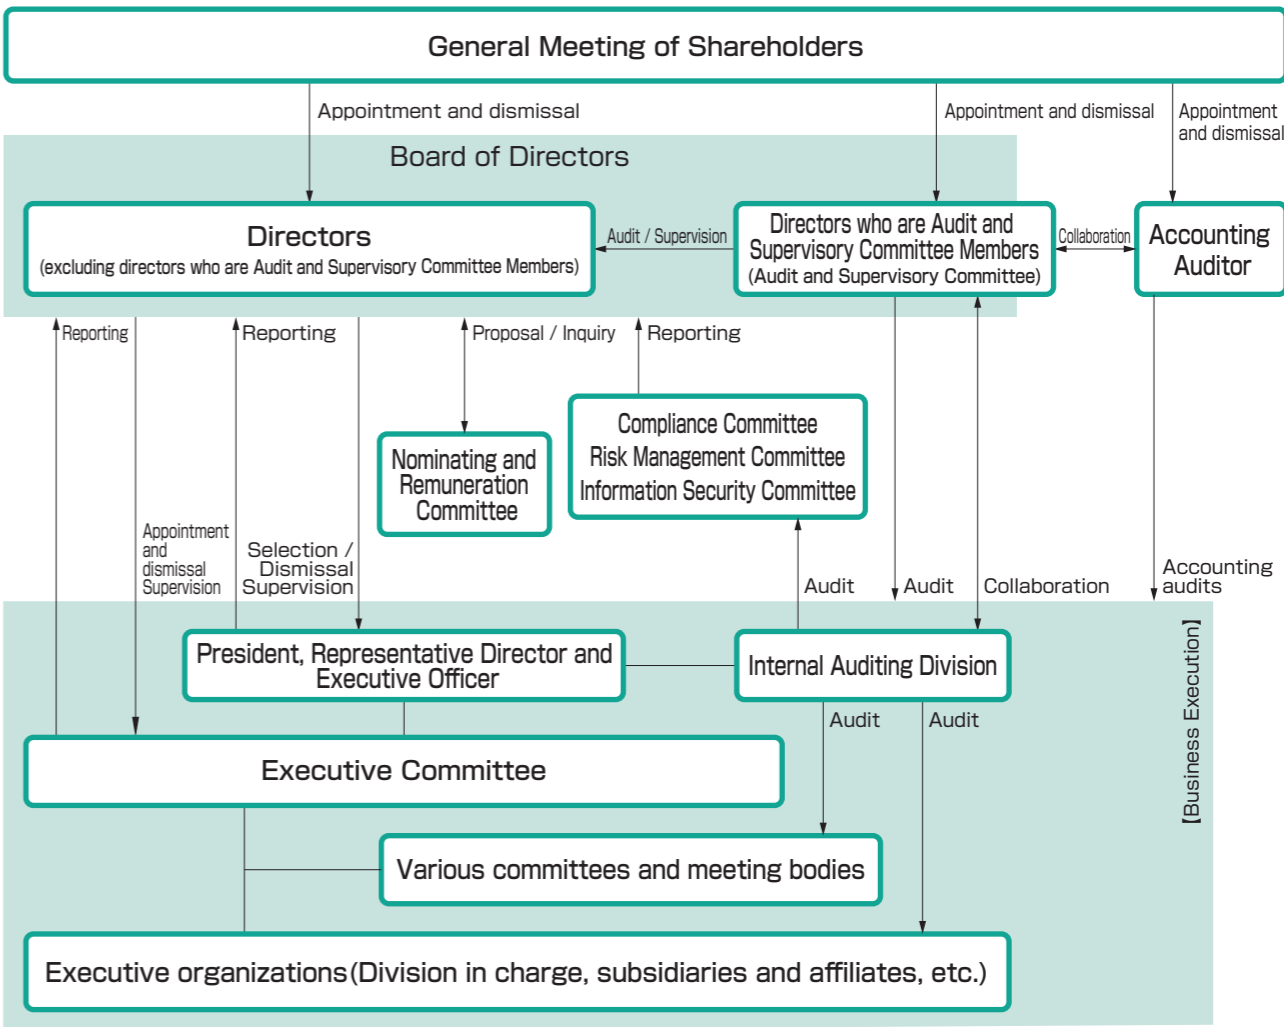 General Meeting of Shareholders
Appointment and dismissal
Appointment and dismissal
Appointment
and dismissal
Board of Directors
Directors
(excluding directors who are Audit and Supervisory Committee Members)
Audit / Supervision
Directors who are Audit and
Supervisory Committee Members
(Audit and Supervisory Committee)
Collaboration
Accounting
Auditor
Reporting
Reporting
Proposal / Inquiry
Reporting
Compliance Committee
Risk Management Committee
Information Security Committee
Nominating and
Remuneration
Committee
Appointment
and
dismissal
Supervision
Selection /
Dismissal
Supervision
Audit
Audit
Collaboration
Accounting
audits
President, Representative Director and
Executive Officer
Internal Auditing Division
【Business Execution】
Audit
Audit
Executive Committee
Various committees and meeting bodies
Executive organizations(Division in charge, subsidiaries and affiliates, etc.)